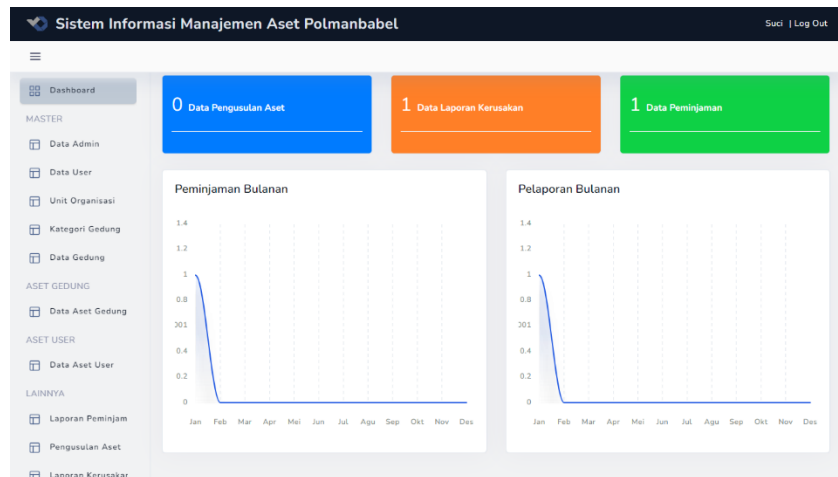 Sistem Informasi Manajemen Aset Polmanbabel
Suci | Log Out
Dashboard
MASTER
Data Admin
Data User
Unit Organisasi
Kategori Gedung
Data Gedung
ASET GEDUNG
Data Aset Gedung
ASET USER
Data Aset User
LAINNYA
Laporan Peminjam
Pengusulan Aset
Laporan Kerusakar
0 Data Pengusulan Aset
1 Data Laporan Kerusakan
1 Data Peminjaman
Peminjaman Bulanan
1.4
1.2
1
0.8
001
0.4
0.2
0
Jan Feb Mar Apr Mei Jun Jul Agu Sep Okt Nov Des
Pelaporan Bulanan
1.4
1.2
1
0.8
001
0.4
0.2
0
Jan Feb Mar Apr Mei Jun Jul Agu Sep Okt Nov Des